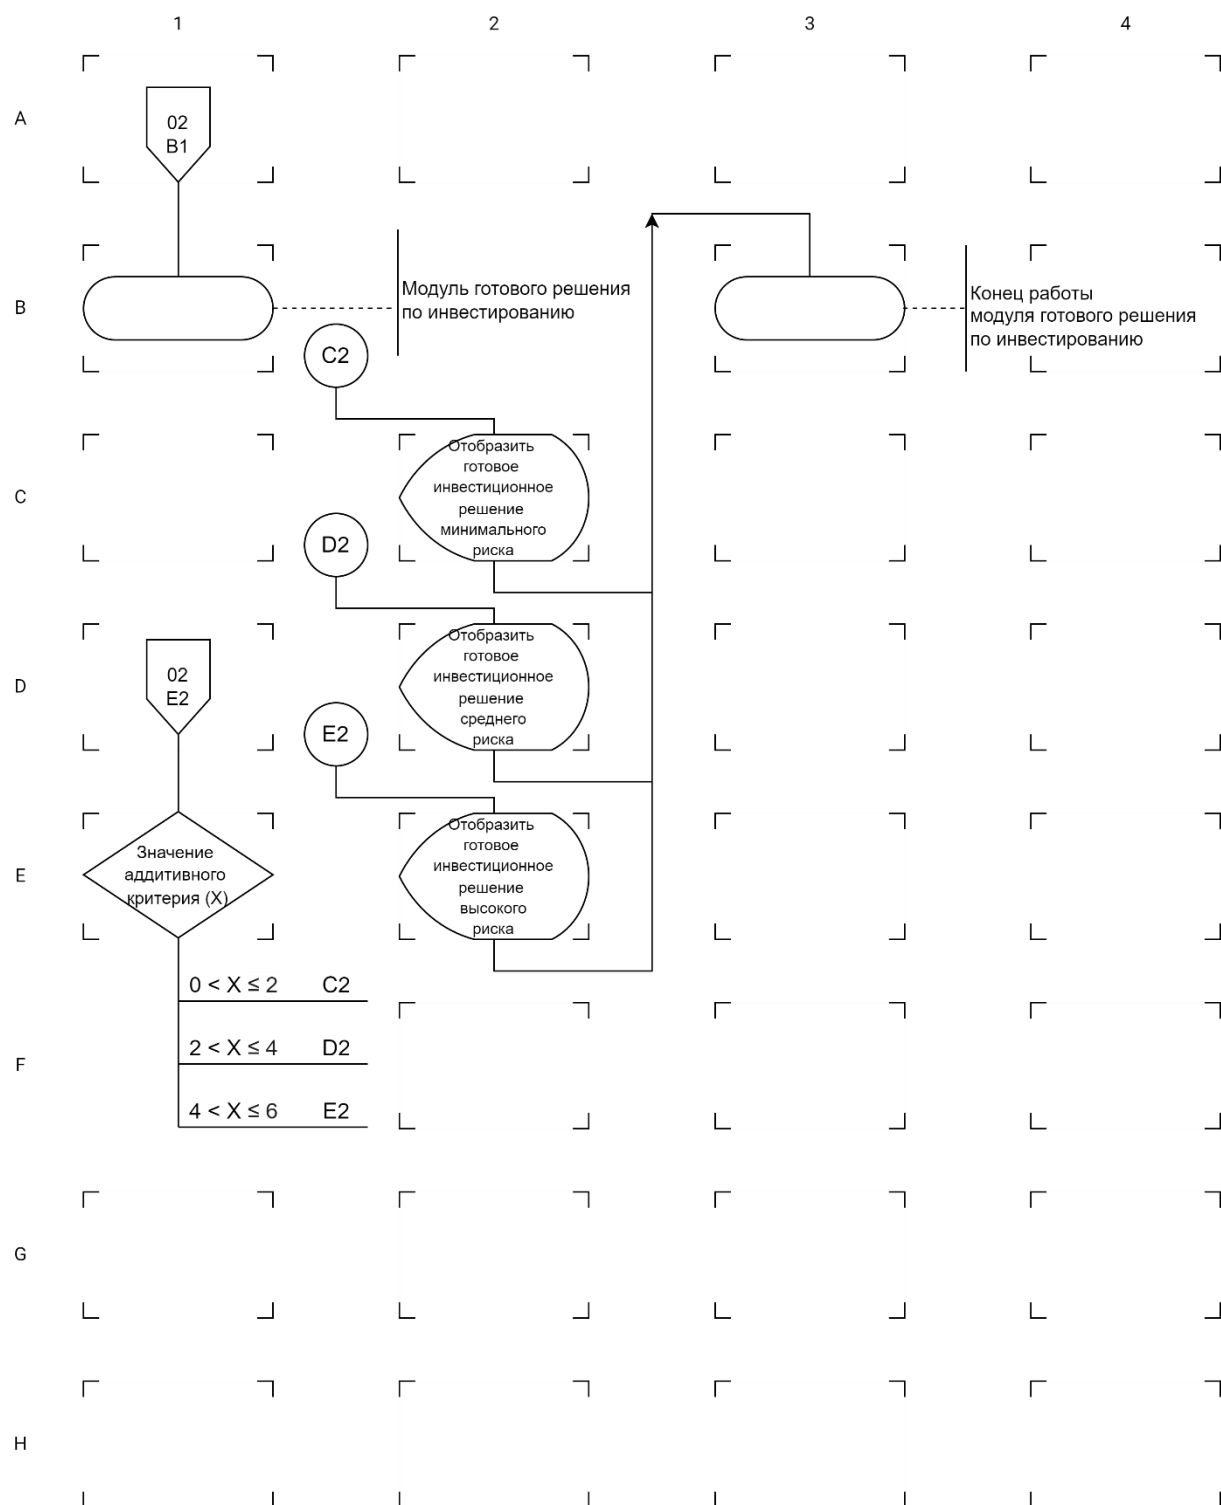 1
2
3
4
A
02
B1
B
Модуль готового решения
по инвестированию
Конец работы
модуля готового решения
по инвестированию
C2
C
Отобразить
готовое
инвестиционное
решение
минимального
риска
D2
D
02
E2
Отобразить
готовое
инвестиционное
решение
среднего
риска
E2
E
Значение
аддитивного
критерия (X)
Отобразить
готовое
инвестиционное
решение
высокого
риска
0 < X ≤ 2 C2
F
2 < X ≤ 4 D2
4 < X ≤ 6 E2
G
H